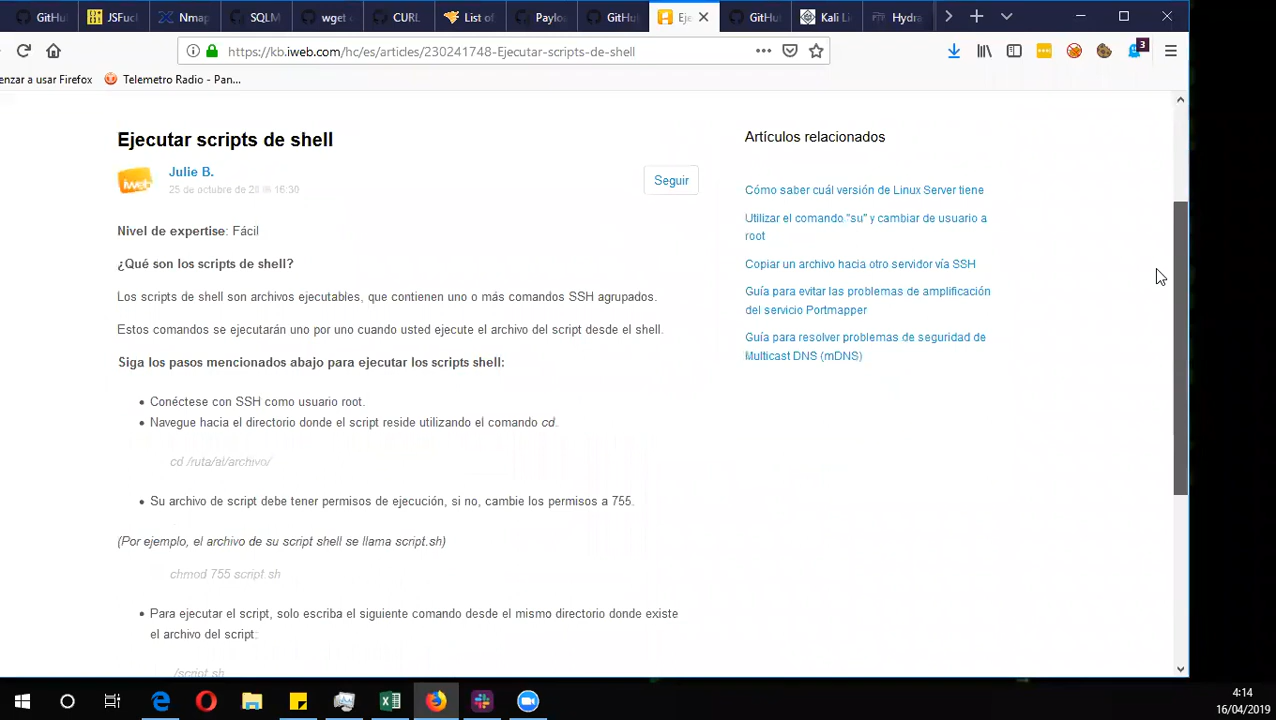 GitHu
JSFuc
Nmap
SQLM
wget -
CURL
List of
Paylo
GitHu
Eje
GitHu
Kali Li
Hydra
https://kb.iweb.com/hc/es/articles/230241748-Ejecutar-scripts-de-shell
3
enzar a usar Firefox
Telemetro Radio - Pan...
Ejecutar scripts de shell
Julie B.
25 de octubre de 16:30
Seguir
Nivel de expertise: Fácil
¿Qué son los scripts de shell?
Los scripts de shell son archivos ejecutables, que contienen uno o más comandos SSH agrupados.
Estos comandos se ejecutarán uno por uno cuando usted ejecute el archivo del script desde el shell.
Siga los pasos mencionados abajo para ejecutar los scripts shell:
• Conéctese con SSH como usuario root.
• Navegue hacia el directorio donde el script reside utilizando el comando cd.
cd /ruta/al/archivo/
• Su archivo de script debe tener permisos de ejecución, si no, cambie los permisos a 755.
(Por ejemplo, el archivo de su script shell se llama script.sh)
chmod 755 script.sh
• Para ejecutar el script, solo escriba el siguiente comando desde el mismo directorio donde existe
el archivo del script:
./script.sh
Artículos relacionados
Cómo saber cuál versión de Linux Server tiene
Utilizar el comando "su" y cambiar de usuario a
root
Copiar un archivo hacia otro servidor vía SSH
Guía para evitar las problemas de amplificación
del servicio Portmapper
Guía para resolver problemas de seguridad de
Multicast DNS (mDNS)
4:14
16/04/2019